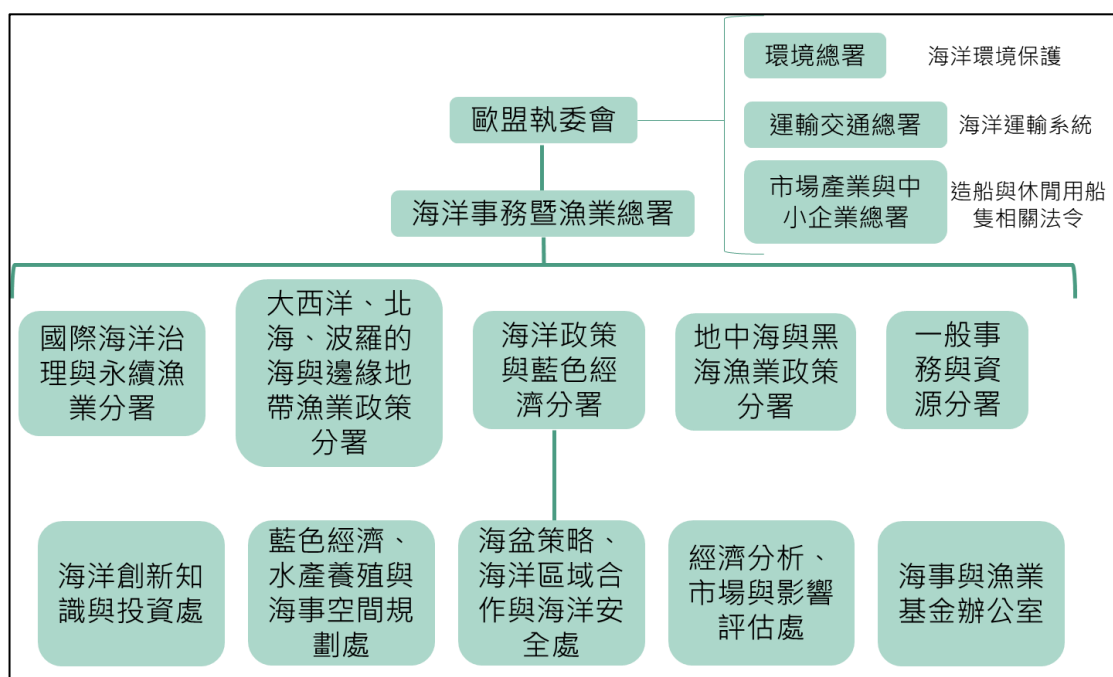 環境總署
海洋環境保護
歐盟執委會
運輸交通總署
海洋運輸系統
市場產業與中
小企業總署
造船與休閒用船
隻相關法令
海洋事務暨漁業總署
國際海洋治
理與永續漁
業分署
大西洋、北
海、波羅的
海與邊緣地
帶漁業政策
分署
海洋政策
與藍色經
濟分署
地中海與黑
海漁業政策
分署
一般事
務與資
源分署
海洋創新知
識與投資處
藍色經濟、
水產養殖與
海事空間規
劃處
海盆策略、
海洋區域合
作與海洋安
全處
經濟分析、
市場與影響
評估處
海事與漁業
基金辦公室